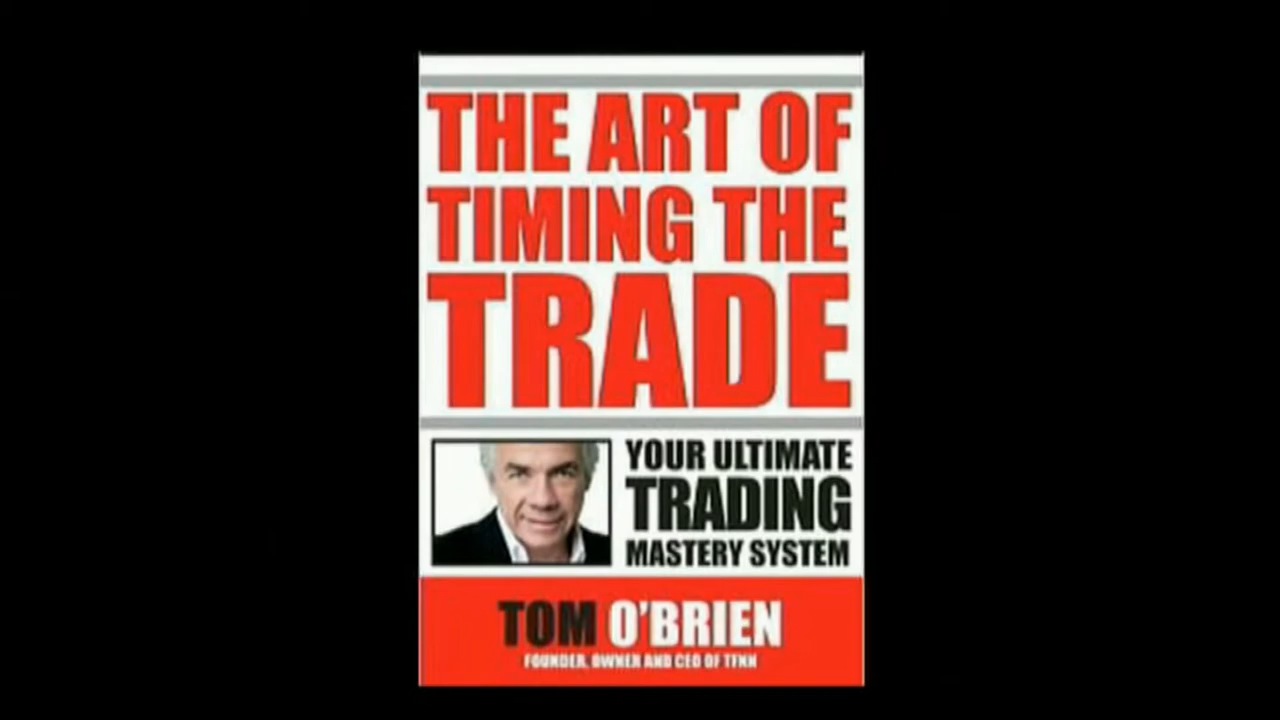 THE ART OF
TIMING THE
TRADE
YOUR ULTIMATE
TRADING
MASTERY SYSTEM
TOM O'BRIEN
FOUNDER, OWNER AND CEO OF TFNN